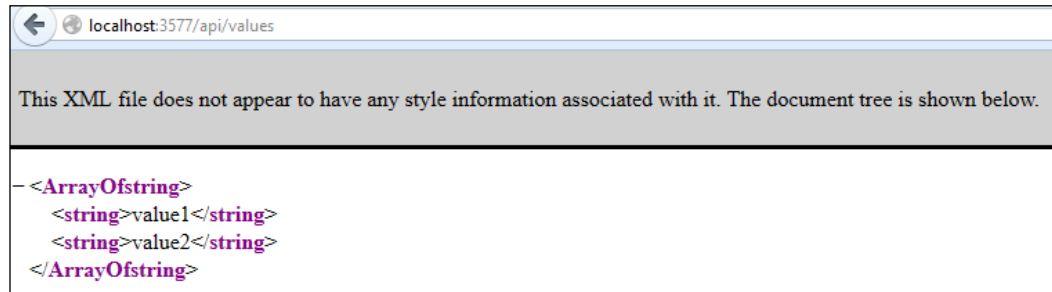 localhost:3577/api/values
This XML file does not appear to have any style information associated with it. The document tree is shown below.
– <ArrayOfstring>
<string>value1</string>
<string>value2</string>
</ArrayOfstring>